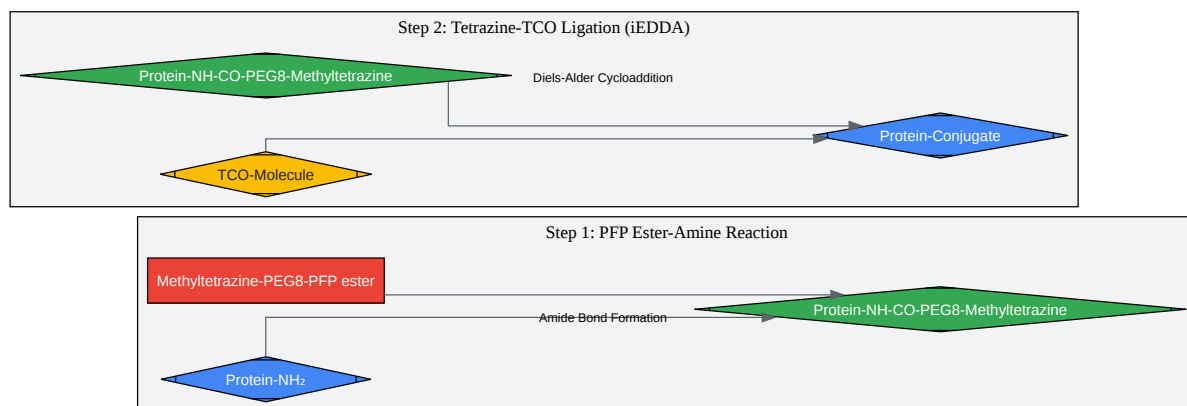 Step 2: Tetrazine-TCO Ligation (iEDDA)
Protein-NH-CO-PEG8-Methyltetrazine
Diels-Alder Cycloaddition
Protein-Conjugate
TCO-Molecule
Step 1: PFP Ester-Amine Reaction
Methyltetrazine-PEG8-PFP ester
Protein-NH-CO-PEG8-Methyltetrazine
Amide Bond Formation
Protein-NH₂